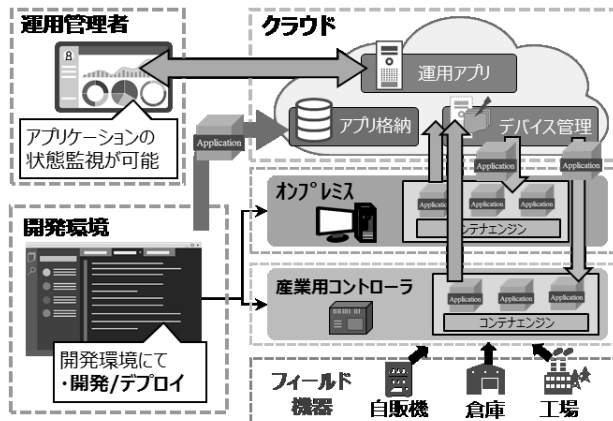 運用管理者
アプリケーションの
状態監視が可能
クラウド
運用アプリ
アプリ格納
デバイス管理
Application
Application
Application
開発環境
開発環境にて
・開発/デプロイ
オンプレミス
Application
Application
Application
コンテナエンジン
産業用コントローラ
Application
Application
Application
コンテナエンジン
フィールド
機器
自販機
倉庫
工場